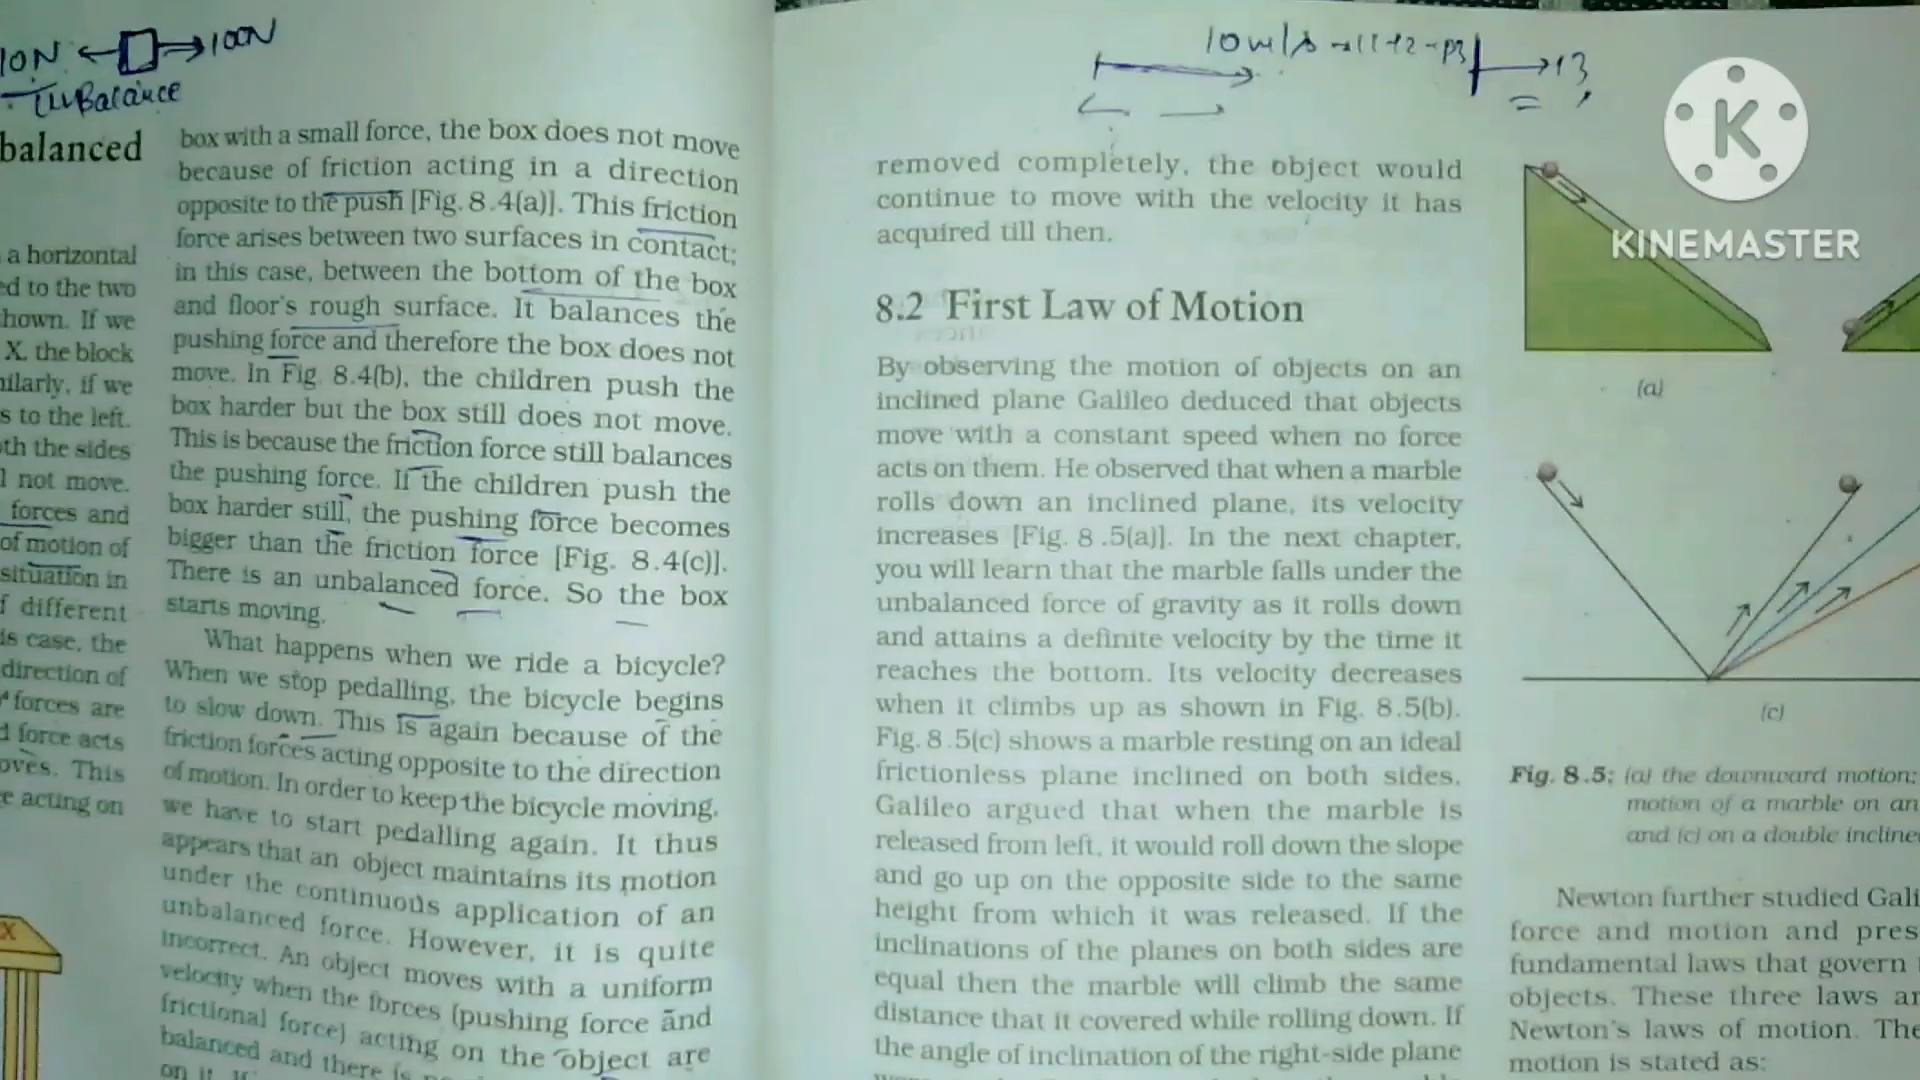 10N 100N
UnBalance
10m/s 13
balanced
a horizontal
ed to the two
hown. If we
X, the block
nilarly, if we
s to the left.
oth the sides
l not move.
forces and
of motion of
situation in
f different
is case, the
direction of
forces are
d force acts
oves. This
e acting on
X
box with a small force, the box does not move
because of friction acting in a direction
opposite to the push [Fig. 8.4(a)]. This friction
force arises between two surfaces in contact;
in this case, between the bottom of the box
and floor's rough surface. It balances the
pushing force and therefore the box does not
move. In Fig. 8.4(b), the children push the
box harder but the box still does not move.
This is because the friction force still balances
the pushing force. If the children push the
box harder still, the pushing force becomes
bigger than the friction force [Fig. 8.4(c)].
There is an unbalanced force. So the box
starts moving.
What happens when we ride a bicycle?
When we stop pedalling, the bicycle begins
to slow down. This is again because of the
friction forces acting opposite to the direction
of motion. In order to keep the bicycle moving,
we have to start pedalling again. It thus
appears that an object maintains its motion
under the continuous application of an
unbalanced force. However, it is quite
incorrect. An object moves with a uniform
velocity when the forces (pushing force and
frictional force) acting on the object are
balanced and there is
on it. If
removed completely, the object would
continue to move with the velocity it has
acquired till then.
8.2 First Law of Motion
By observing the motion of objects on an
inclined plane Galileo deduced that objects
move with a constant speed when no force
acts on them. He observed that when a marble
rolls down an inclined plane, its velocity
increases [Fig. 8.5(a)]. In the next chapter,
you will learn that the marble falls under the
unbalanced force of gravity as it rolls down
and attains a definite velocity by the time it
reaches the bottom. Its velocity decreases
when it climbs up as shown in Fig. 8.5(b).
Fig. 8.5(c) shows a marble resting on an ideal
frictionless plane inclined on both sides.
Galileo argued that when the marble is
released from left, it would roll down the slope
and go up on the opposite side to the same
height from which it was released. If the
inclinations of the planes on both sides are
equal then the marble will climb the same
distance that it covered while rolling down. If
the angle of inclination of the right-side plane
K
KINEMASTER
(a)
(c)
Fig. 8.5: (a) the downward motion;
motion of a marble on an
and (c) on a double incline
Newton further studied Gali
force and motion and pres
fundamental laws that govern t
objects. These three laws ar
Newton's laws of motion. The
motion is stated as: